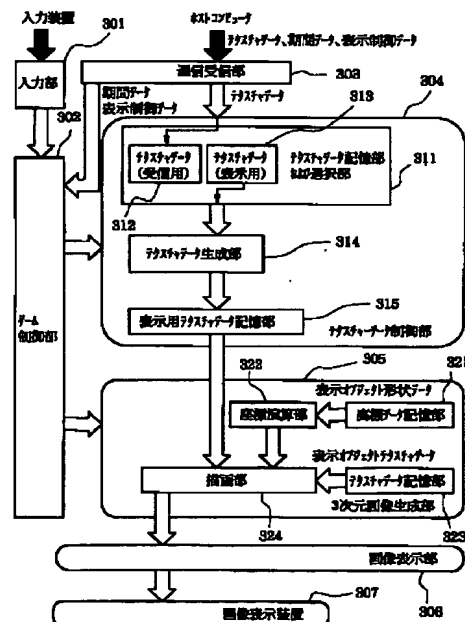 入力装置
ホストコンピュータ
テクスチャデータ、期間データ、表示制御データ
301
入力部
通信受信部
303
期間データ
表示制御データ
テクスチャデータ
302
313
304
テクスチャデータ
(受信用)
テクスチャデータ
(表示用)
テクスチャデータ記憶部
および選択部
311
312
テクスチャデータ生成部
314
表示用テクスチャデータ記憶部
315
テクスチャーデータ制御部
ゲーム
制御部
305
322
表示オブジェクト形状データ
321
座標演算部
座標データ記憶部
表示オブジェクトテクスチャデータ
描画部
テクスチャデータ記憶部
3次元画像生成部
324
323
画像表示部
306
307
画像表示装置